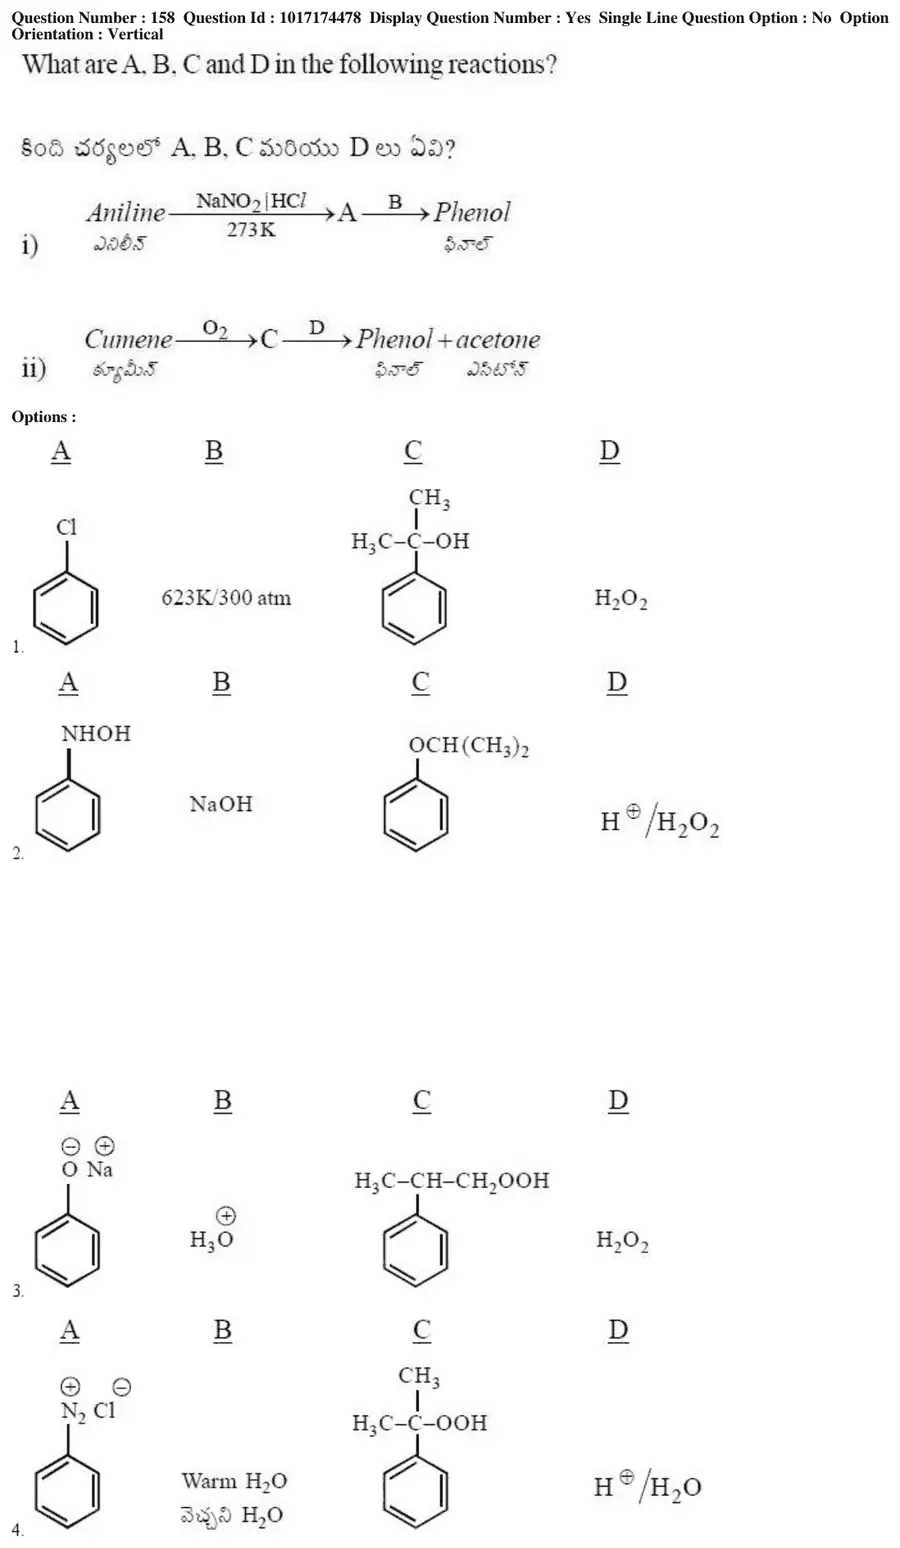 Question Number : 158 Question Id : 1017174478 Display Question Number : Yes Single Line Question Option : No Option
Orientation : Vertical
What are A, B, C and D in the following reactions?
కింది చర్యలలో A, B, C మరియు D లు ఏవి?
i) Aniline NaNO2|HCl 273K A B Phenol
ఎనిలీన్ ఫినాల్
ii) Cumene O2 C D Phenol + acetone
క్యూమీన్ ఫినాల్ ఎసిటోన్
Options :
A B C D
CH3
Cl
H3C–C–OH
623K/300 atm
H2O2
1.
A B C D
NHOH
OCH(CH3)2
NaOH
H⊕/H2O2
2.
A B C D
⊖ ⊕
O Na
H3C–CH–CH2OOH
⊕
H3O
H2O2
3.
A B C D
CH3
⊕ ⊖
N2 Cl
H3C–C–OOH
Warm H2O
H⊕/H2O
వెచ్చని H2O
4.